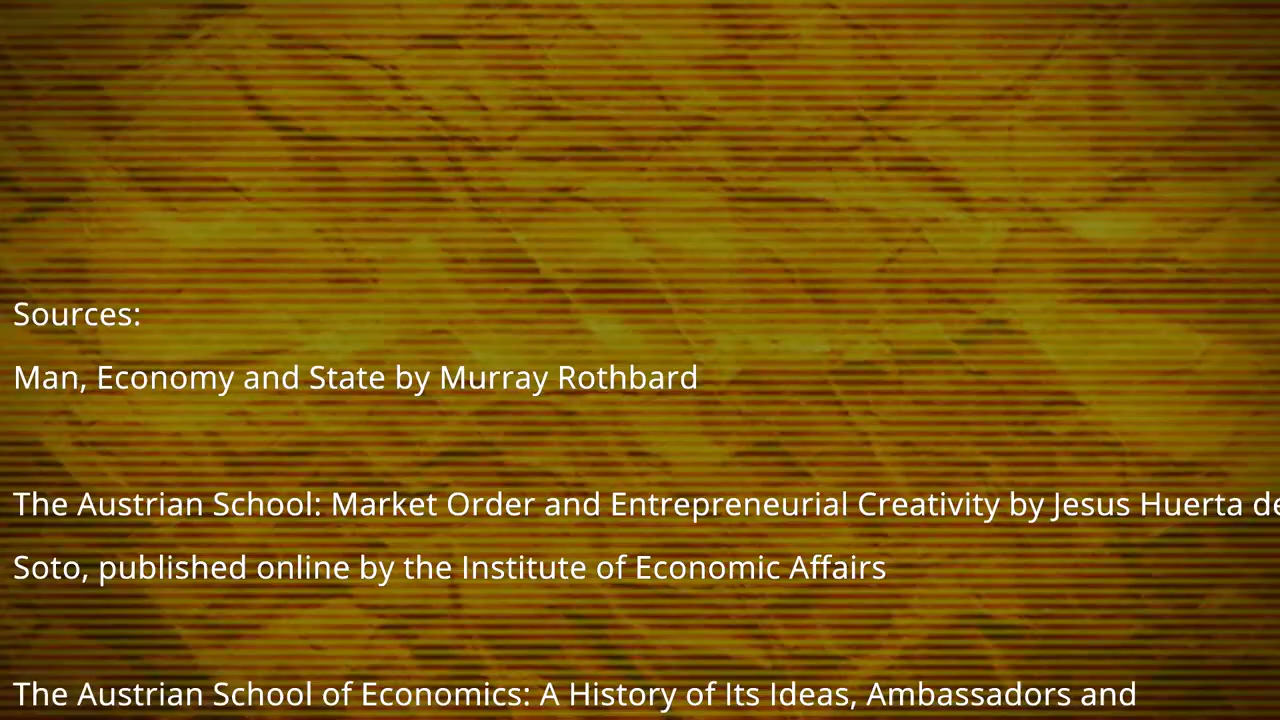 Sources:
Man, Economy and State by Murray Rothbard
The Austrian School: Market Order and Entrepreneurial Creativity by Jesus Huerta de
Soto, published online by the Institute of Economic Affairs
The Austrian School of Economics: A History of Its Ideas, Ambassadors and